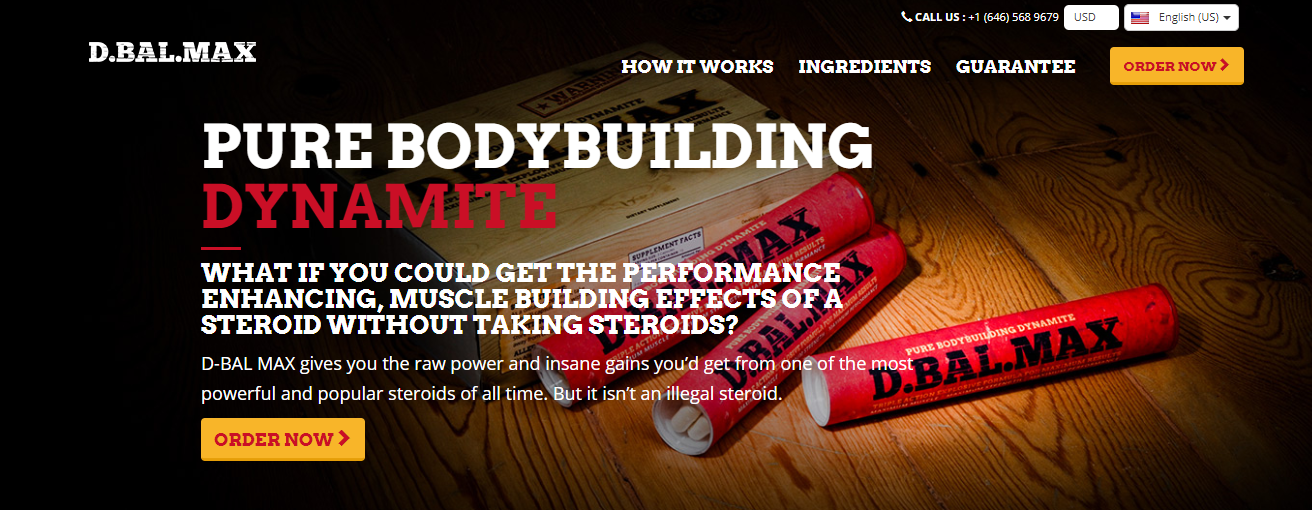 CALL US : +1 (646) 568 9679
USD
English (US)
D.BAL.MAX
HOW IT WORKS
INGREDIENTS
GUARANTEE
ORDER NOW
PURE BODYBUILDING
DYNAMITE
WHAT IF YOU COULD GET THE PERFORMANCE
ENHANCING, MUSCLE BUILDING EFFECTS OF A
STEROID WITHOUT TAKING STEROIDS?
D-BAL MAX gives you the raw power and insane gains you'd get from one of the most
powerful and popular steroids of all time. But it isn't an illegal steroid.
ORDER NOW
WARNING
DIETARY SUPPLEMENT
SUPPLEMENT FACTS
D.BAL.MAX
D.BAL.MAX
PURE BODYBUILDING DYNAMITE
D.BAL.MAX